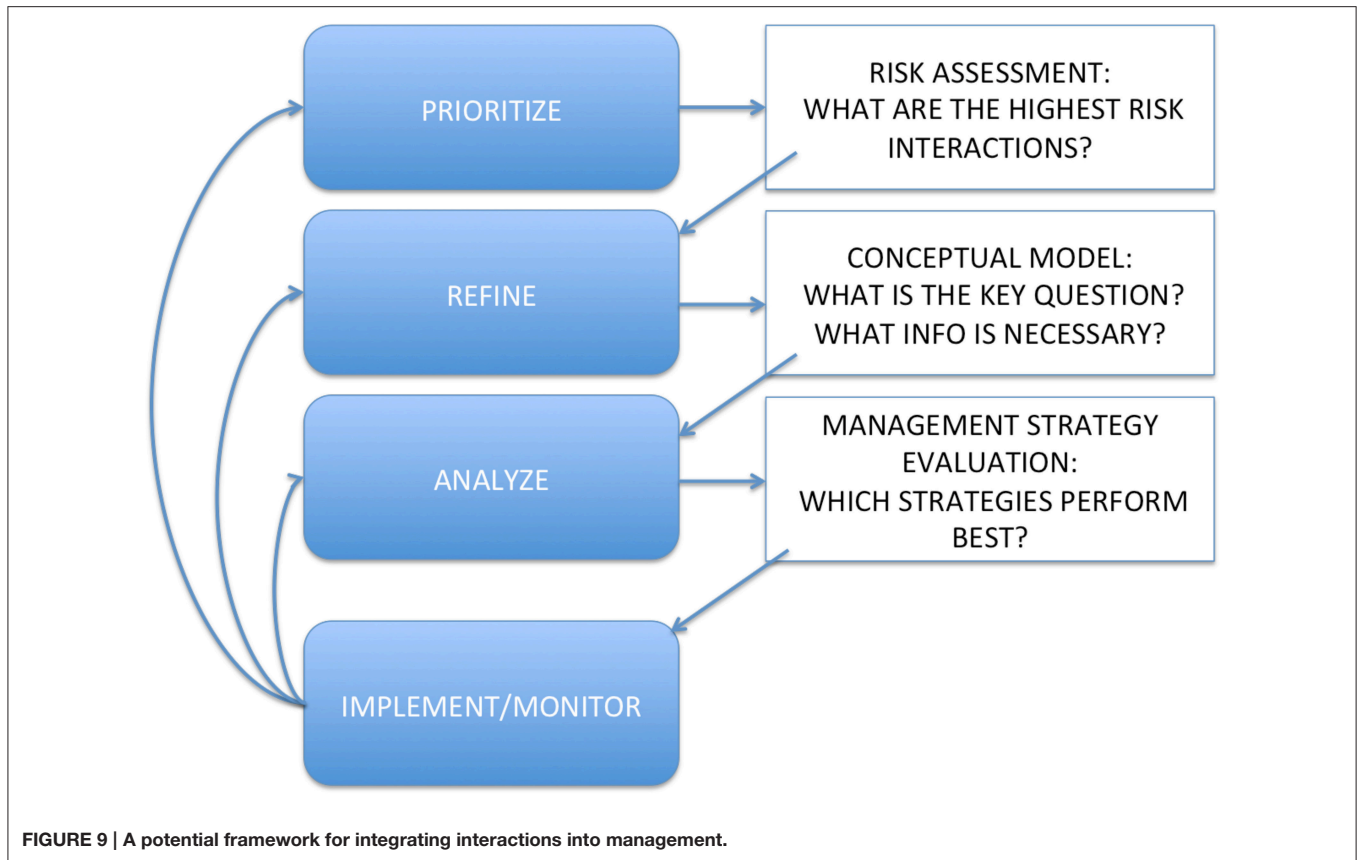 PRIORITIZE
RISK ASSESSMENT:
WHAT ARE THE HIGHEST RISK
INTERACTIONS?
REFINE
CONCEPTUAL MODEL:
WHAT IS THE KEY QUESTION?
WHAT INFO IS NECESSARY?
ANALYZE
MANAGEMENT STRATEGY
EVALUATION:
WHICH STRATEGIES PERFORM
BEST?
IMPLEMENT/MONITOR
FIGURE 9 | A potential framework for integrating interactions into management.